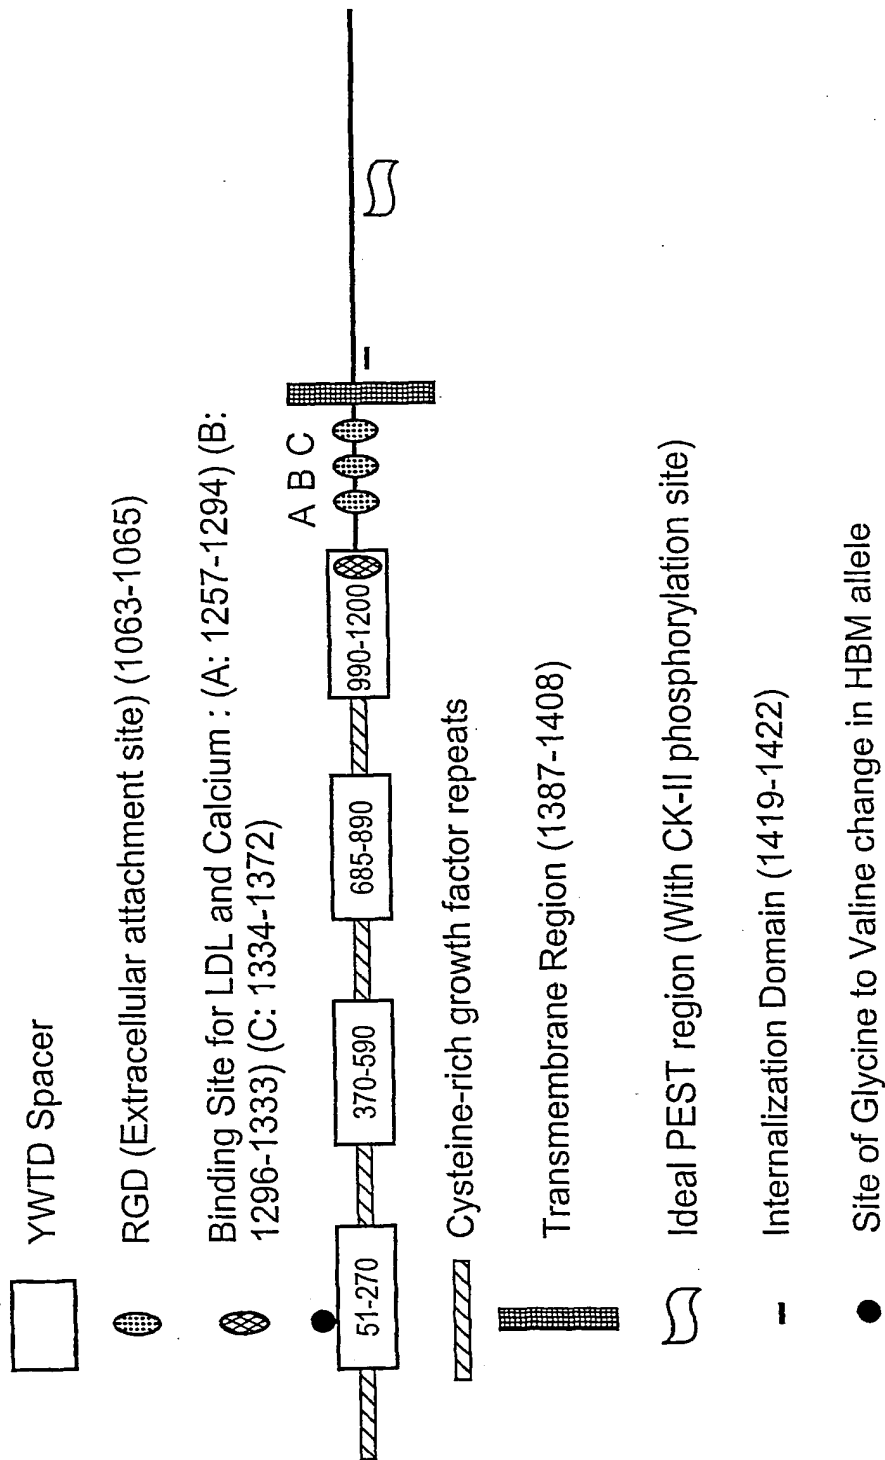 YWTD Spacer
RGD (Extracellular attachment site) (1063-1065)
Binding Site for LDL and Calcium : (A: 1257-1294) (B:
1296-1333) (C: 1334-1372)
A B C
51-270
370-590
685-890
990-1200
Cysteine-rich growth factor repeats
Transmembrane Region (1387-1408)
Ideal PEST region (With CK-II phosphorylation site)
Internalization Domain (1419-1422)
Site of Glycine to Valine change in HBM allele